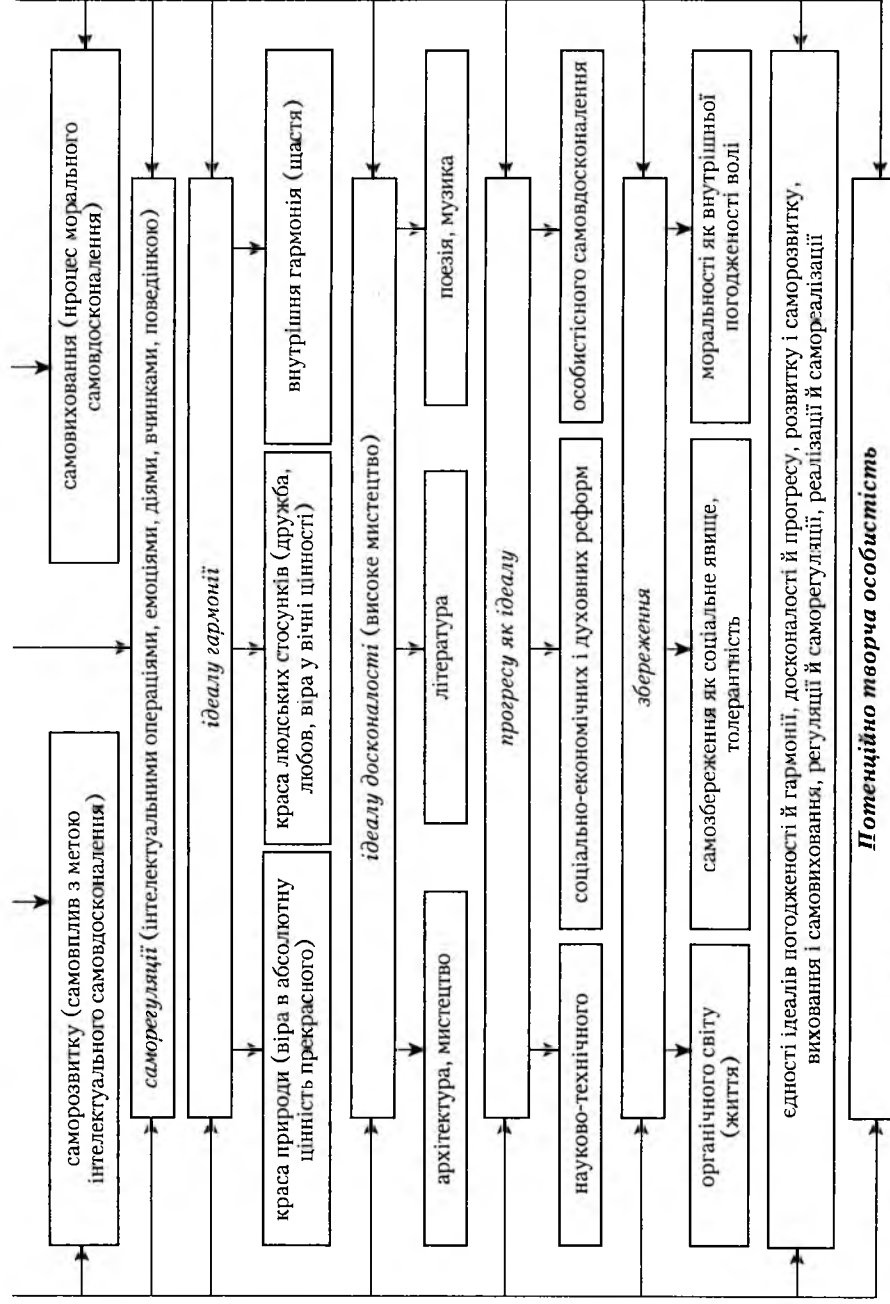 саморозвитку (самовплив з метою
інтелектуального самовдосконалення)
самовиховання (процес морального
самовдосконалення)
саморегуляції (інтелектуальними операціями, емоціями, діями, вчинками, поведінкою)
ідеалу гармонії
краса природи (віра в абсолютну
цінність прекрасного)
краса людських стосунків (дружба,
любов, віра у вічні цінності)
внутрішня гармонія (щастя)
ідеалу досконалості (високе мистецтво)
архітектура, мистецтво
література
поезія, музика
прогресу як ідеалу
науково-технічного
соціально-економічних і духовних реформ
особистісного самовдосконалення
збереження
органічного світу
(життя)
самозбереження як соціальне явище,
толерантність
моральності як внутрішньої
погодженості волі
єдності ідеалів погодженості й гармонії, досконалості й прогресу, розвитку і саморозвитку,
виховання і самовиховання, регуляції й саморегуляції, реалізації й самореалізації
Потенційно творча особистість